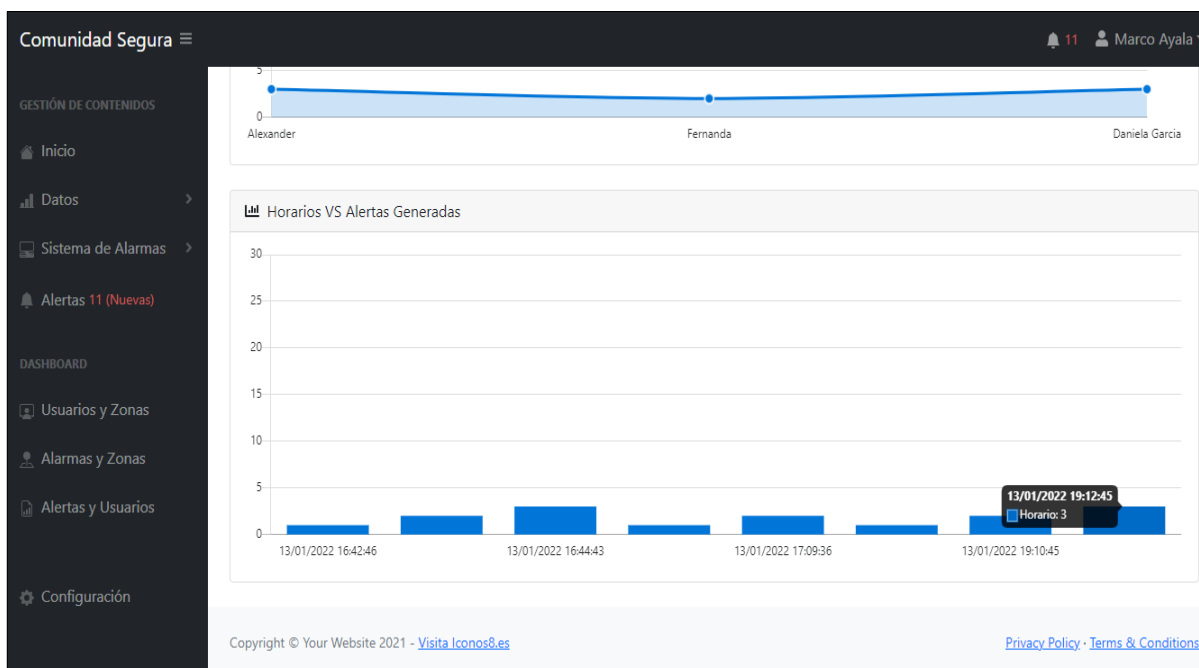 Comunidad Segura
11 Marco Ayala
GESTIÓN DE CONTENIDOS
Inicio
Datos
Sistema de Alarmas
Alertas 11 (Nuevas)
DASHBOARD
Usuarios y Zonas
Alarmas y Zonas
Alertas y Usuarios
Configuración
5
0
Alexander Fernanda Daniela Garcia
Horarios VS Alertas Generadas
30
25
20
15
10
5
0
13/01/2022 19:12:45
Horario: 3
13/01/2022 16:42:46 13/01/2022 16:44:43 13/01/2022 17:09:36 13/01/2022 19:10:45
Copyright © Your Website 2021 - Visita Iconos8.es
Privacy Policy · Terms & Conditions